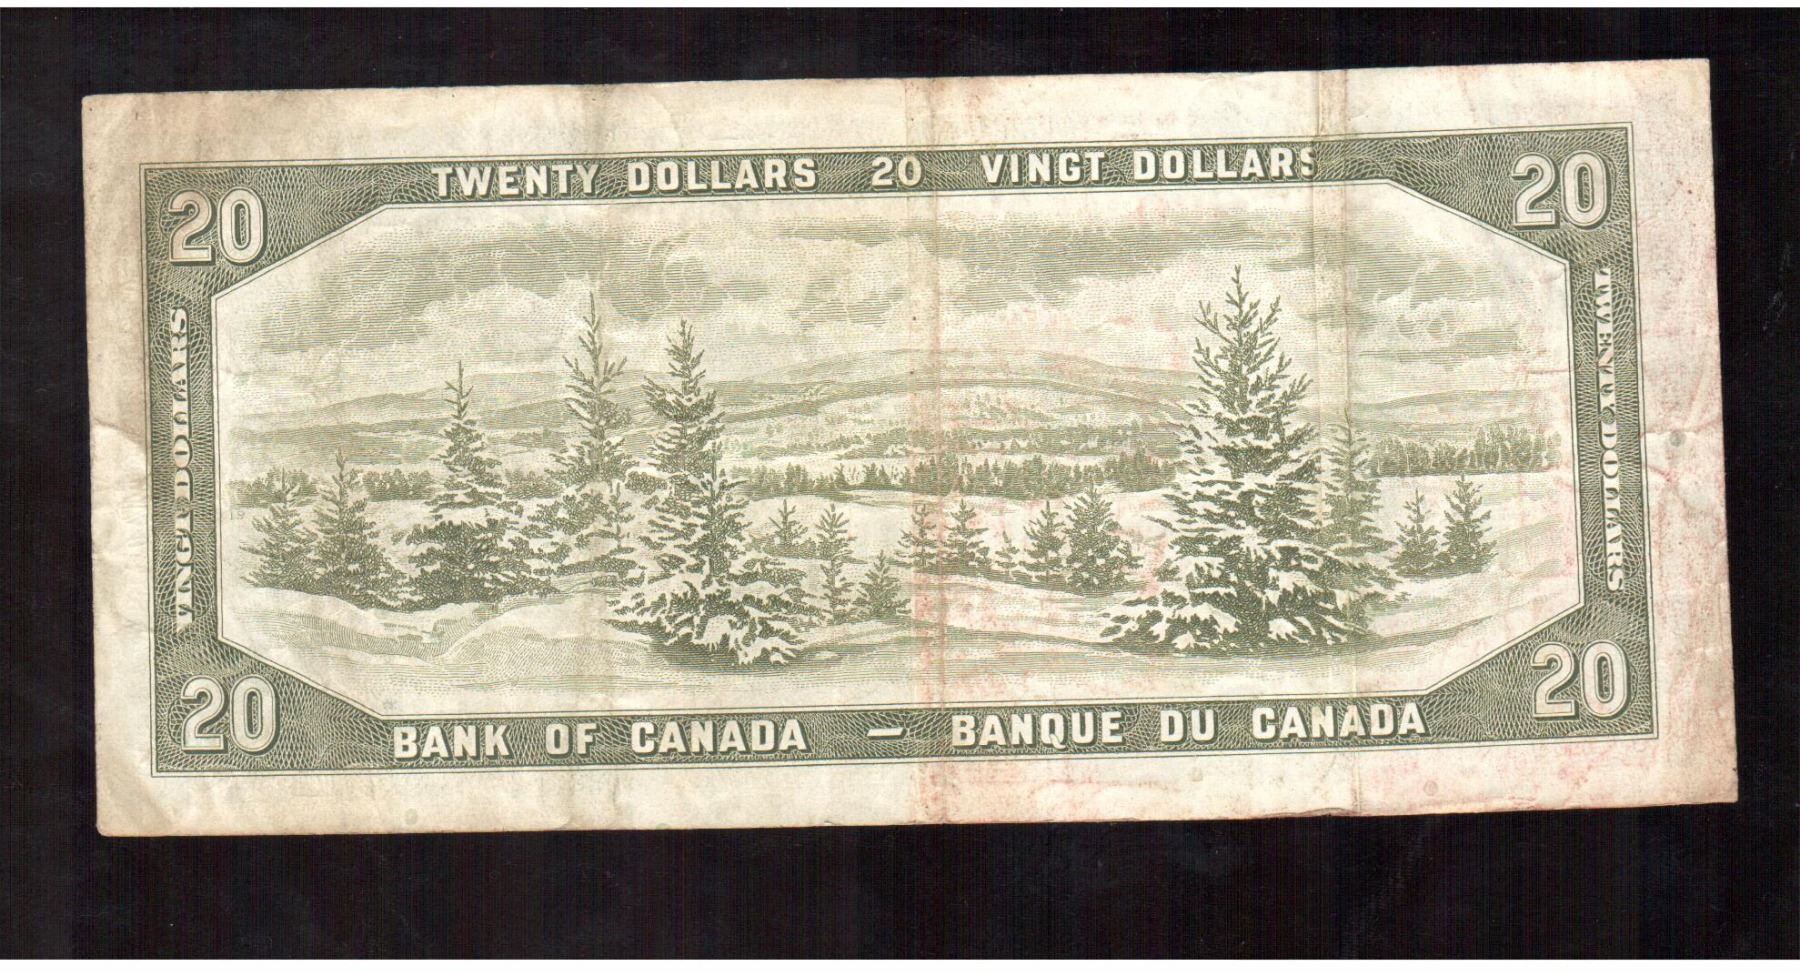 TWENTY DOLLARS 20 VINGT DOLLARS
20
20
VINGT DOLLARS
TWENTY DOLLARS
20
20
BANK OF CANADA — BANQUE DU CANADA